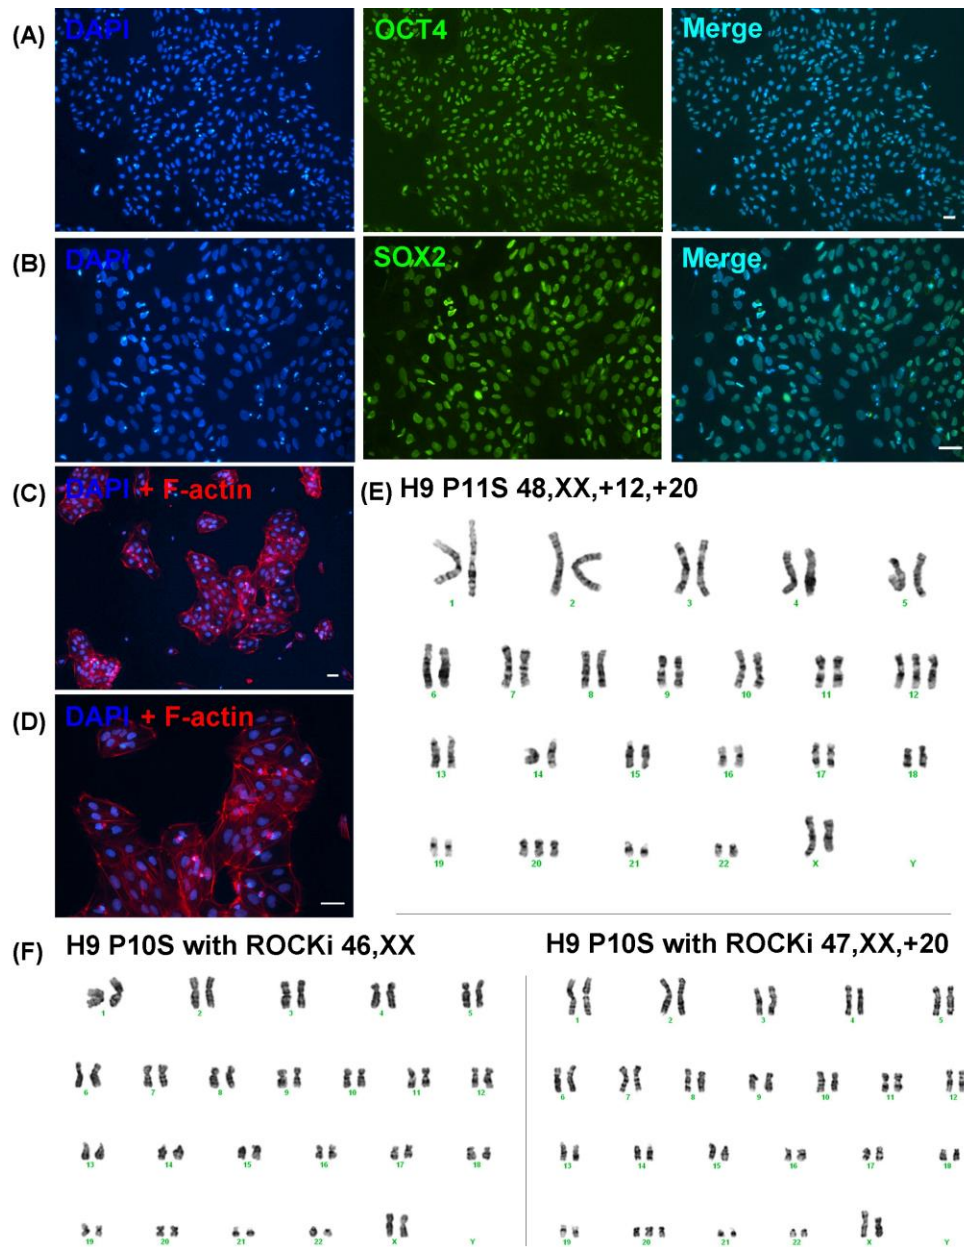 (A) DAPI OCT4 Merge
(B) DAPI SOX2 Merge
(C) DAPI + F-actin
(E) H9 P11S 48,XX,+12,+20
1 2 3 4 5
6 7 8 9 10 11 12
(D) DAPI + F-actin
13 14 15 16 17 18
19 20 21 22 X Y
(F) H9 P10S with ROCKi 46,XX
1 2 3 4 5
6 7 8 9 10 11 12
13 14 15 16 17 18
19 20 21 22 X Y
H9 P10S with ROCKi 47,XX,+20
1 2 3 4 5
6 7 8 9 10 11 12
13 14 15 16 17 18
19 20 21 22 X Y